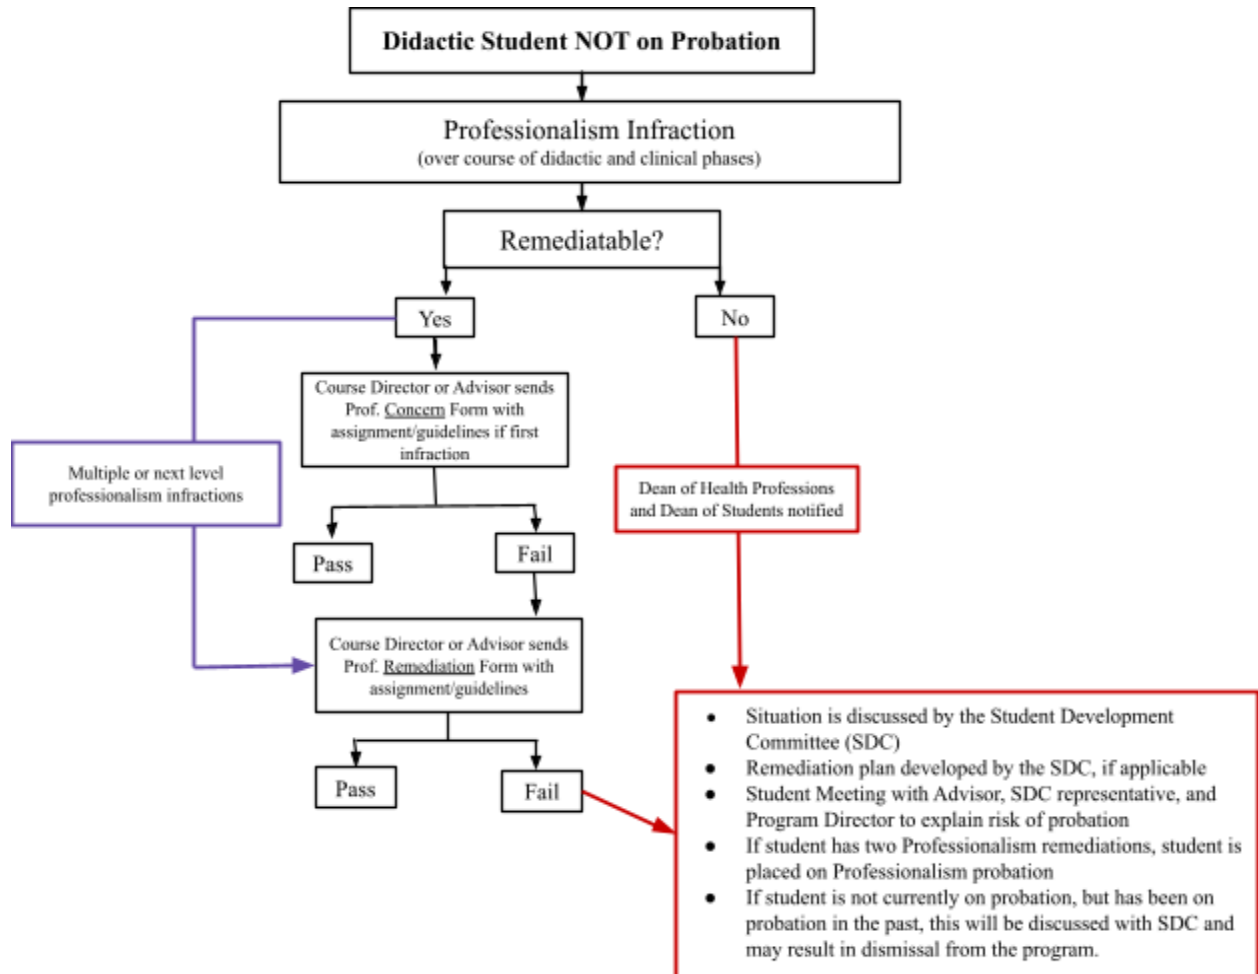 Didactic Student NOT on Probation
Professionalism Infraction
(over course of didactic and clinical phases)
Remediatable?
Yes
No
Course Director or Advisor sends
Prof. Concern Form with
assignment/guidelines if first
infraction
Multiple or next level
professionalism infractions
Dean of Health Professions
and Dean of Students notified
Pass
Fail
Course Director or Advisor sends
Prof. Remediation Form with
assignment/guidelines
Pass
Fail
● Situation is discussed by the Student Development
Committee (SDC)
● Remediation plan developed by the SDC, if applicable
● Student Meeting with Advisor, SDC representative, and
Program Director to explain risk of probation
● If student has two Professionalism remediations, student is
placed on Professionalism probation
● If student is not currently on probation, but has been on
probation in the past, this will be discussed with SDC and
may result in dismissal from the program.